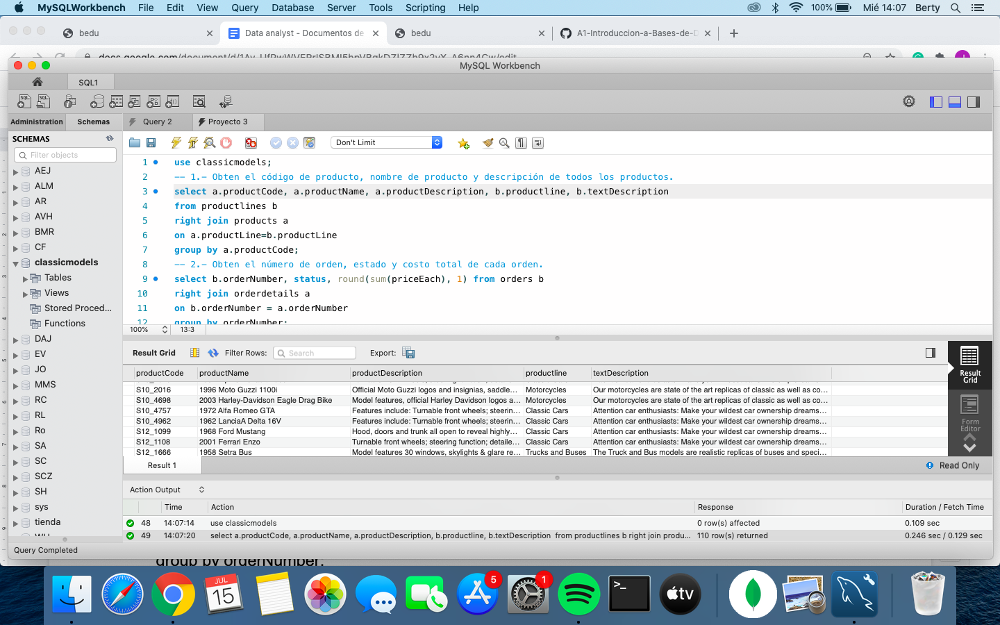 MySQLWorkbench File Edit View Query Database Server Tools Scripting Help 100% Mié 14:07 Berty
bedu Data analyst - Documentos de bedu A1-Introduccion-a-Bases-de-D
MySQL Workbench
SQL1
Administration Schemas Query 2 Proyecto 3
SCHEMAS
Filter objects
Don't Limit
AEJ
ALM
AR
AVH
BMR
CF
classicmodels
Tables
Views
Stored Proced...
Functions
DAJ
EV
JO
MMS
RC
RL
Ro
SA
SC
SCZ
SH
sys
tienda
1 use classicmodels;
2 -- 1.- Obten el código de producto, nombre de producto y descripción de todos los productos.
3 select a.productCode, a.productName, a.productDescription, b.productline, b.textDescription
4 from productlines b
5 right join products a
6 on a.productLine=b.productLine
7 group by a.productCode;
8 -- 2.- Obten el número de orden, estado y costo total de cada orden.
9 select b.orderNumber, status, round(sum(priceEach), 1) from orders b
10 right join orderdetails a
11 on b.orderNumber = a.orderNumber
12 group by orderNumber;
100% 13:3
Result Grid Filter Rows: Search Export:
productCode productName productDescription productline textDescription
S10_2016 1996 Moto Guzzi 1100i Official Moto Guzzi logos and insignias, saddle... Motorcycles Our motorcycles are state of the art replicas of classic as well as co...
S10_4698 2003 Harley-Davidson Eagle Drag Bike Model features, official Harley Davidson logos a... Motorcycles Our motorcycles are state of the art replicas of classic as well as co...
S10_4757 1972 Alfa Romeo GTA Features include: Turnable front wheels; steerin... Classic Cars Attention car enthusiasts: Make your wildest car ownership dreams...
S10_4962 1962 LanciaA Delta 16V Features include: Turnable front wheels; steerin... Classic Cars Attention car enthusiasts: Make your wildest car ownership dreams...
S12_1099 1968 Ford Mustang Hood, doors and trunk all open to reveal highly... Classic Cars Attention car enthusiasts: Make your wildest car ownership dreams...
S12_1108 2001 Ferrari Enzo Turnable front wheels; steering function; detaile... Classic Cars Attention car enthusiasts: Make your wildest car ownership dreams...
S12_1666 1958 Setra Bus Model features 30 windows, skylights & glare re... Trucks and Buses The Truck and Bus models are realistic replicas of buses and speci...
Result Grid
Form Editor
Result 1 Read Only
Action Output
Time Action Response Duration / Fetch Time
48 14:07:14 use classicmodels 0 row(s) affected 0.109 sec
49 14:07:20 select a.productCode, a.productName, a.productDescription, b.productline, b.textDescription from productlines b right join produ... 110 row(s) returned 0.246 sec / 0.129 sec
Query Completed
group by orderNumber;
JUL 15 5 1 >_ tv